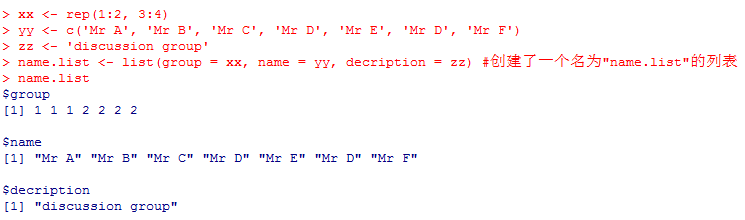 > xx <- rep(1:2, 3:4)
> yy <- c('Mr A', 'Mr B', 'Mr C', 'Mr D', 'Mr E', 'Mr D', 'Mr F')
> zz <- 'discussion group'
> name.list <- list(group = xx, name = yy, decription = zz) #创建了一个名为"name.list"的列表
> name.list
$group
[1] 1 1 1 2 2 2 2
$name
[1] "Mr A" "Mr B" "Mr C" "Mr D" "Mr E" "Mr D" "Mr F"
$decription
[1] "discussion group"